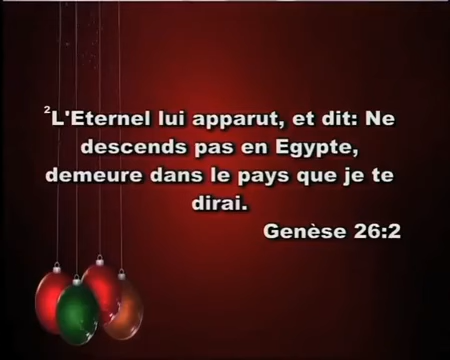 2L'Eternel lui apparut, et dit: Ne
descends pas en Egypte,
demeure dans le pays que je te
dirai.
Genèse 26:2